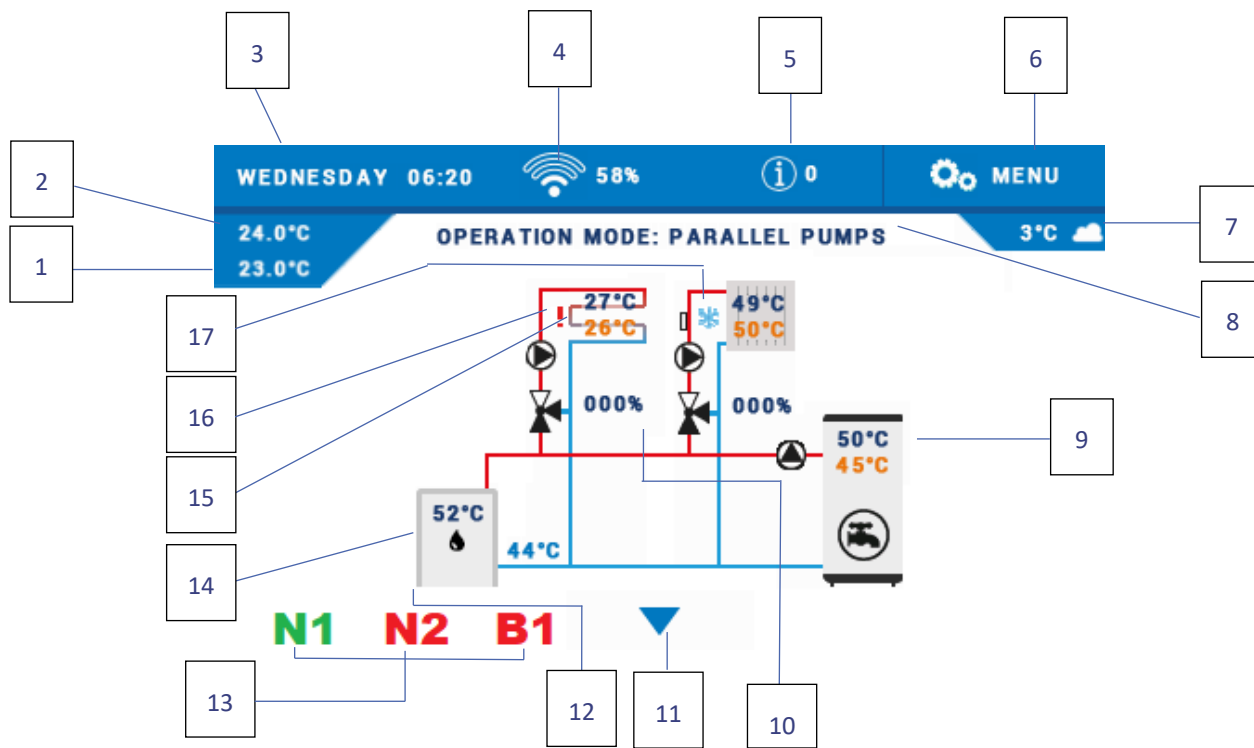 3
4
5
6
WEDNESDAY 06:20
58%
i 0
MENU
2
1
24.0°C
23.0°C
OPERATION MODE: PARALLEL PUMPS
3°C
7
8
17
16
15
14
27°C
26°C
49°C
50°C
000%
000%
50°C
45°C
9
52°C
44°C
N1 N2 B1
13
12
11
10